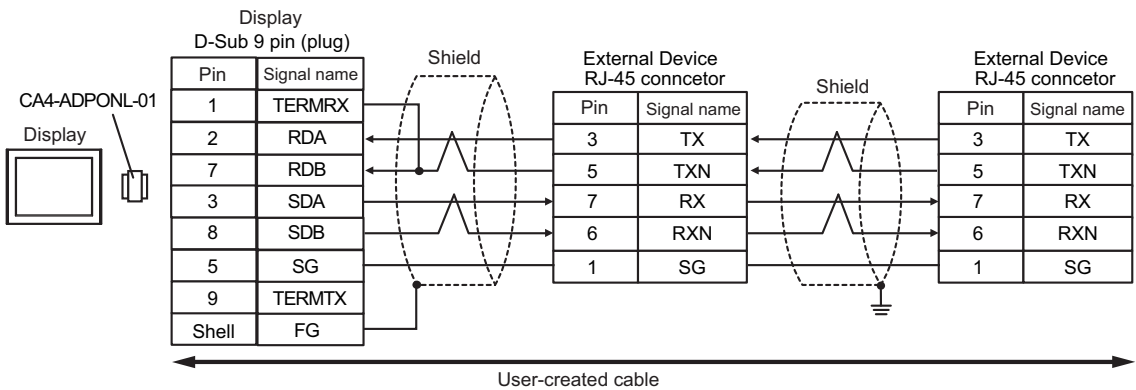 CA4-ADPONL-01
Display
Display
D-Sub 9 pin (plug)
Pin Signal name
1 TERMRX
2 RDA
7 RDB
3 SDA
8 SDB
5 SG
9 TERMTX
Shell FG
Shield
External Device
RJ-45 conncetor
Pin Signal name
3 TX
5 TXN
7 RX
6 RXN
1 SG
Shield
External Device
RJ-45 conncetor
Pin Signal name
3 TX
5 TXN
7 RX
6 RXN
1 SG
User-created cable